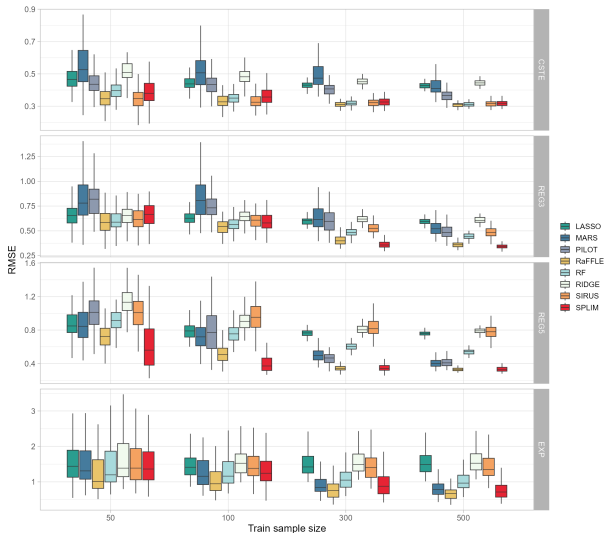 0.9
0.7
0.5
0.3
CSTE
1.25
1.00
0.75
0.50
0.25
REG3
1.6
1.2
0.8
0.4
REG5
3
2
1
EXP
RMSE
50
100
300
500
Train sample size
LASSO
MARS
PILOT
RaFFLE
RF
RIDGE
SIRUS
SPLIM